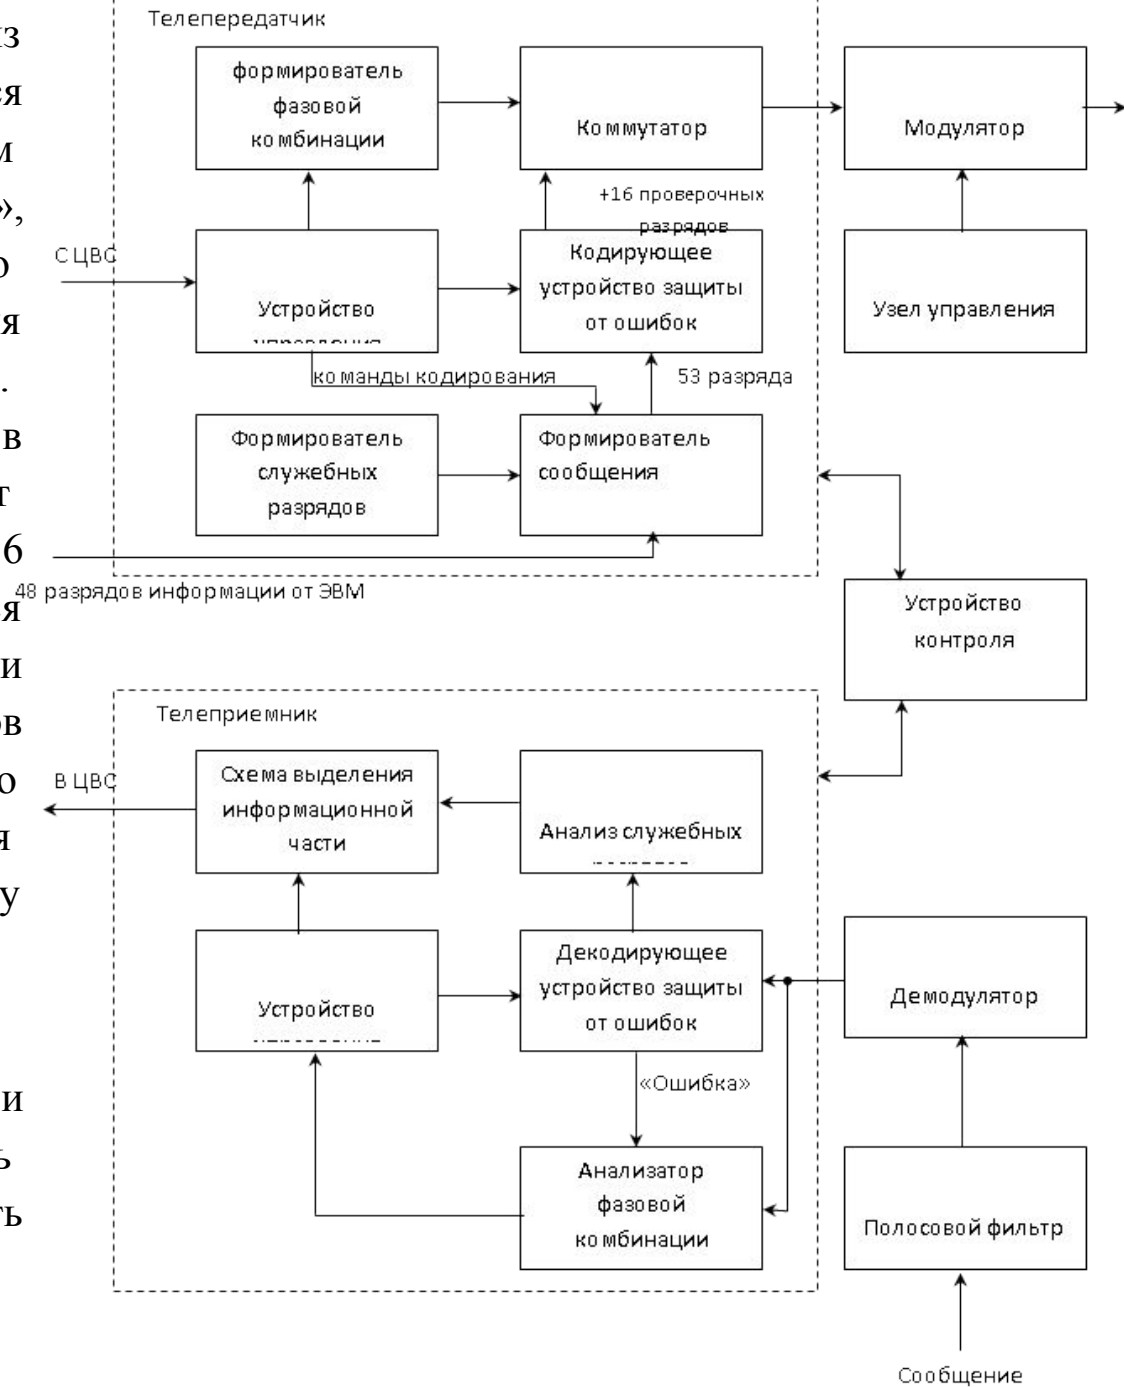 Телепередатчик
формирователь
фазовой
комбинации
Коммутатор
Модулятор
+16 проверочных
разрядов
С ЦВС
Устройство
управления
Кодирующее
устройство защиты
от ошибок
Узел управления
команды кодирования
53 разряда
Формирователь
служебных
разрядов
Формирователь
сообщения
48 разрядов информации от ЭВМ
Устройство
контроля
Телеприемник
В ЦВС
Схема выделения
информационной
части
Анализ служебных
Устройство
Декодирующее
устройство защиты
от ошибок
Демодулятор
«Ошибка»
Анализатор
фазовой
комбинации
Полосовой фильтр
Сообщение